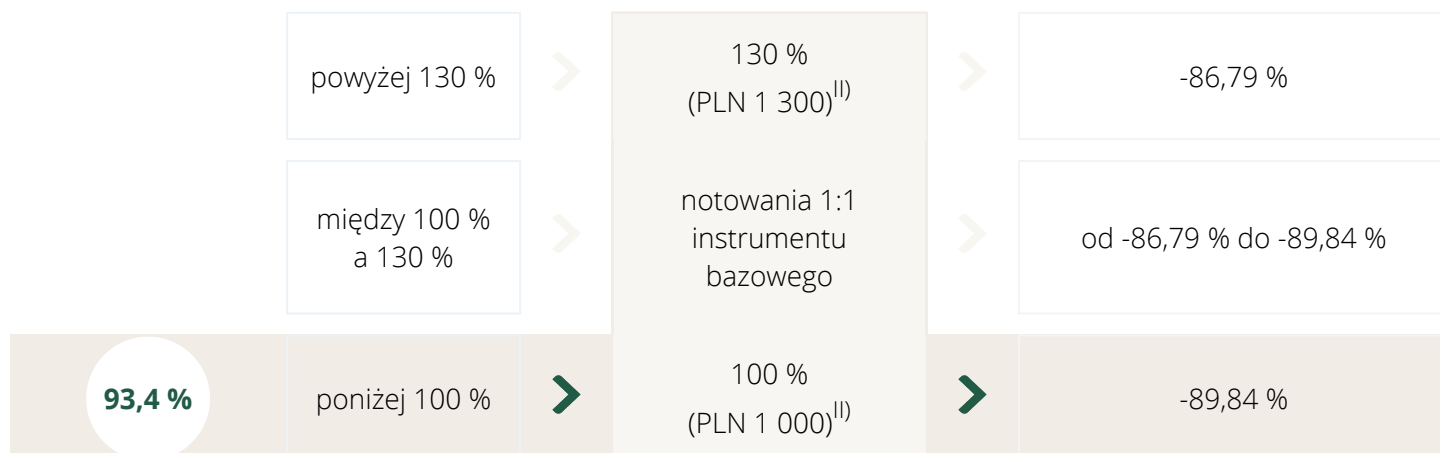 powyżej 130 %
130 %
(PLN 1 300)II)
-86,79 %
między 100 %
a 130 %
notowania 1:1
instrumentu
bazowego
od -86,79 % do -89,84 %
93,4 %
poniżej 100 %
100 %
(PLN 1 000)II)
-89,84 %